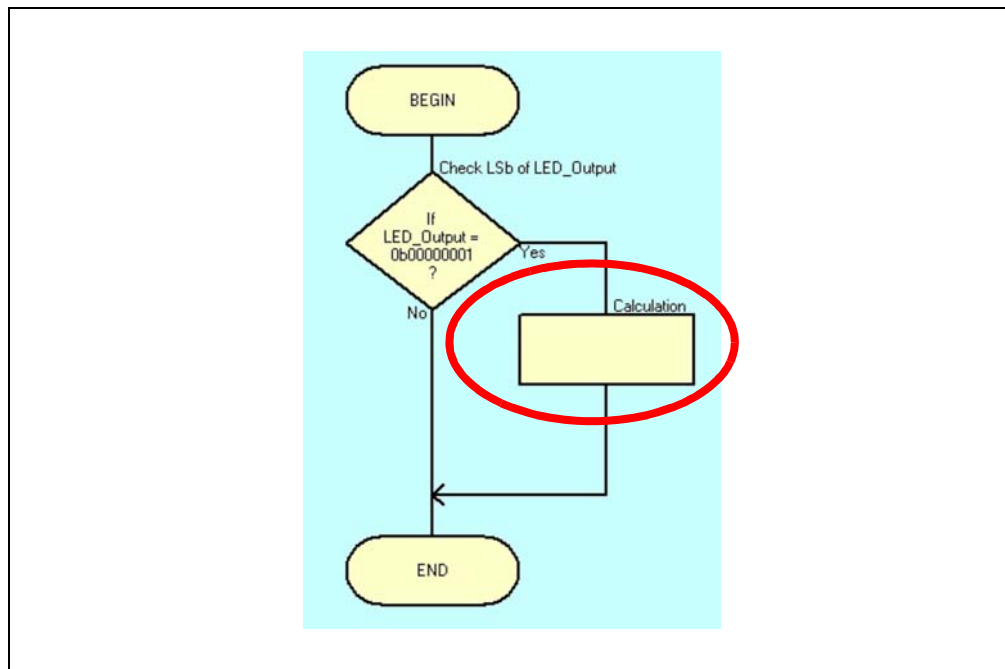 BEGIN
Check LSb of LED_Output
If
LED_Output =
0b00000001
?
Yes
No
Calculation
END